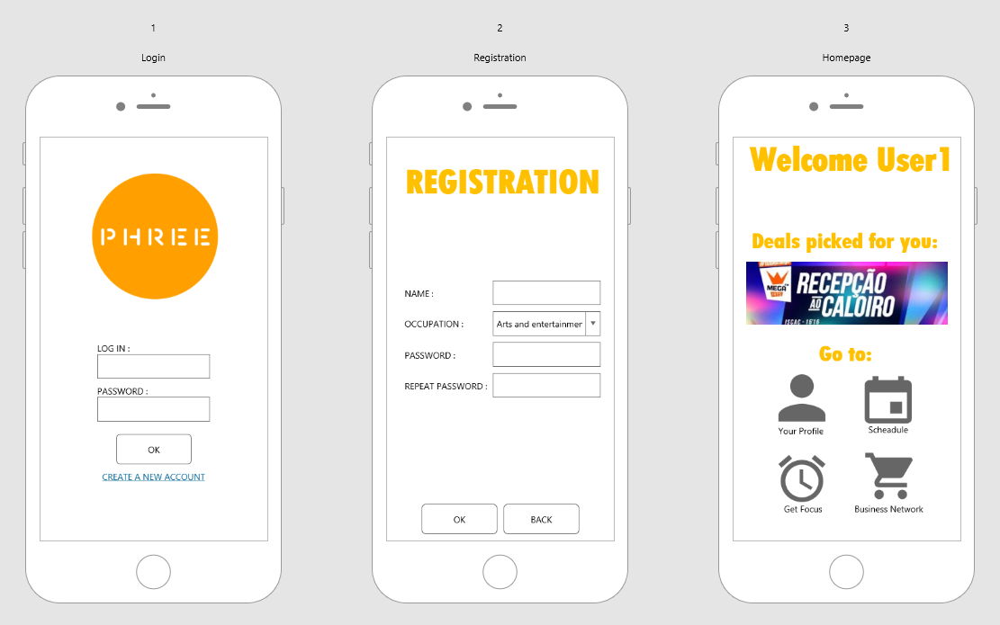 1
Login
PHREE
LOG IN :
PASSWORD :
OK
CREATE A NEW ACCOUNT
2
Registration
REGISTRATION
NAME :
OCCUPATION :
Arts and entertainmer
PASSWORD :
REPEAT PASSWORD :
OK
BACK
3
Homepage
Welcome User1
Deals picked for you:
MEGA
RECEPÇÃO
AO CALOIRO
ISCAC - 16'16
Go to:
Your Profile
Scheadule
Get Focus
Business Network